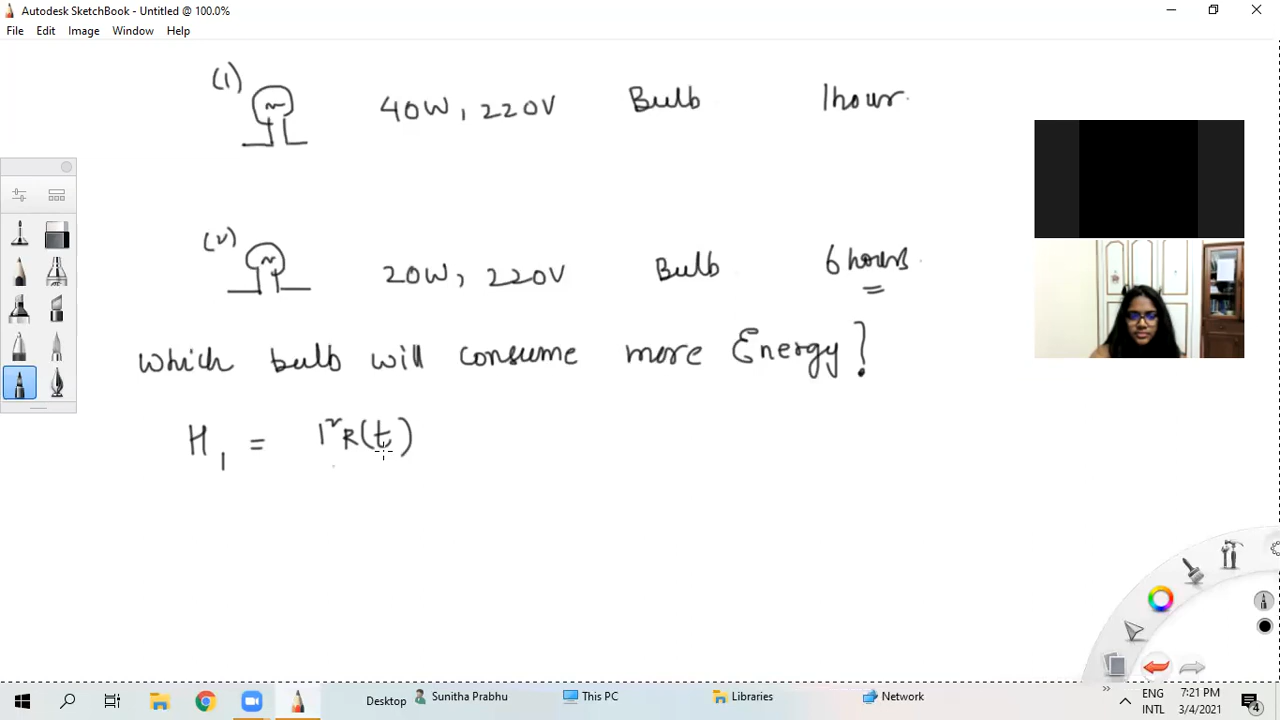 Autodesk SketchBook - Untitled @ 100.0%
File Edit Image Window Help
(1) 40W, 220V Bulb 1hour.
(2) 20W, 220V Bulb 6 hours.
Which bulb will consume more Energy?
H1 = I²R(t)
Desktop Sunitha Prabhu This PC Libraries Network
ENG 7:21 PM
INTL 3/4/2021
4